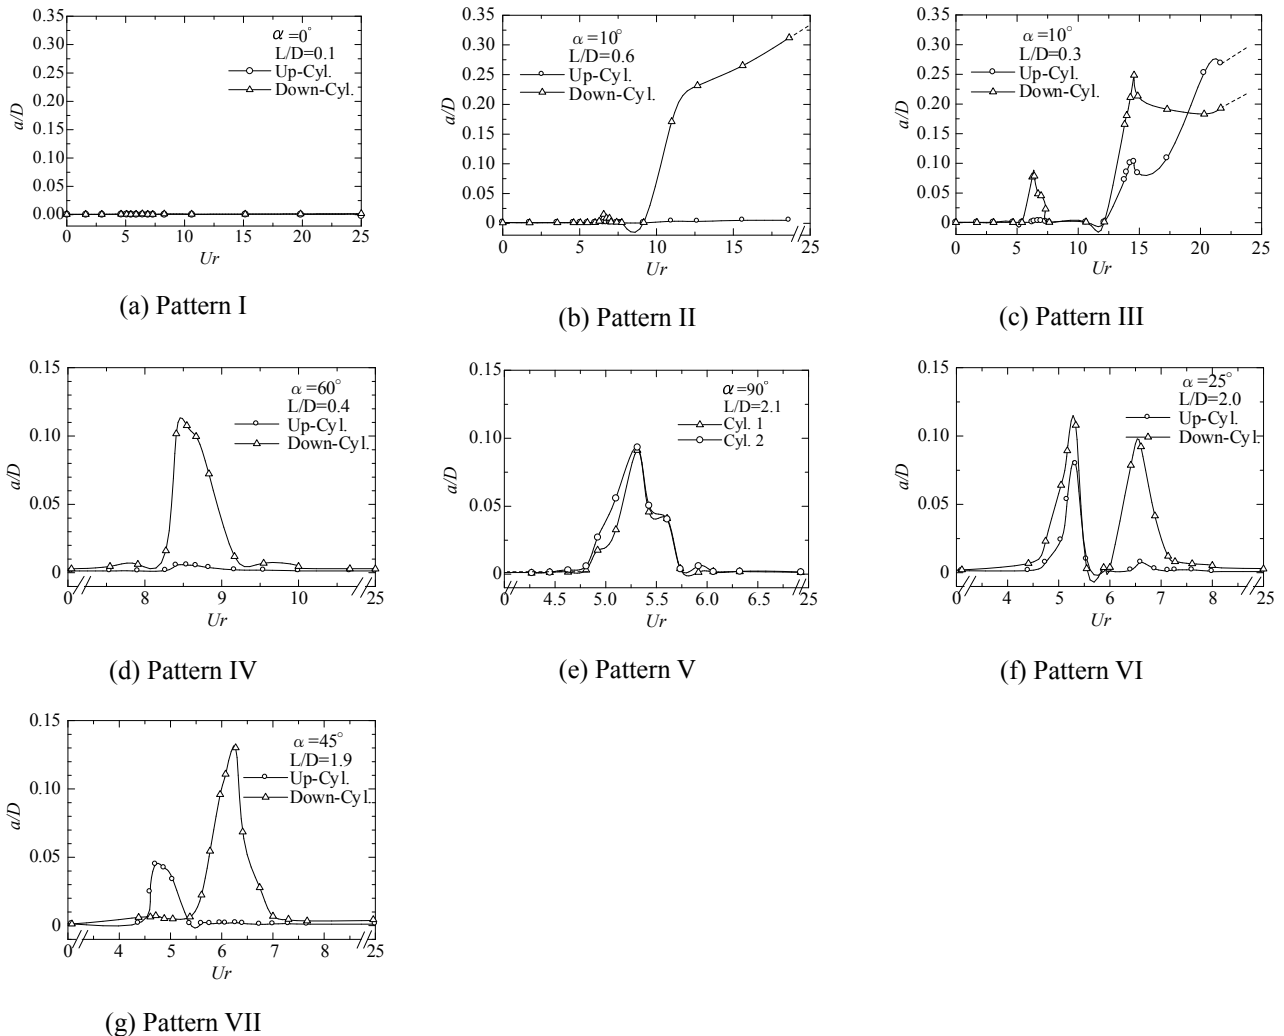 0.35
0.30
0.25
0.20
0.15
0.10
0.05
0.00
a/D
α=0°
L/D=0.1
Up-Cyl.
Down-Cyl.
0 5 10 15 20 25
Ur
(a) Pattern I
0.35
0.30
0.25
0.20
0.15
0.10
0.05
0
a/D
α=10°
L/D=0.6
Up-Cyl.
Down-Cyl.
0 5 10 15 25
Ur
(b) Pattern II
0.35
0.30
0.25
0.20
0.15
0.10
0.05
0
a/D
α=10°
L/D=0.3
Up-Cyl.
Down-Cyl.
0 5 10 15 20 25
Ur
(c) Pattern III
0.15
0.10
0.05
0
a/D
α=60°
L/D=0.4
Up-Cyl.
Down-Cyl.
0 8 9 10 25
Ur
(d) Pattern IV
0.15
0.10
0.05
0
a/D
α=90°
L/D=2.1
Cyl. 1
Cyl. 2
0 4.5 5.0 5.5 6.0 6.5 25
Ur
(e) Pattern V
0.15
0.10
0.05
0
a/D
α=25°
L/D=2.0
Up-Cyl.
Down-Cyl.
0 4 5 6 7 8 25
Ur
(f) Pattern VI
0.15
0.10
0.05
0
a/D
α=45°
L/D=1.9
Up-Cyl.
Down-Cyl.
0 4 5 6 7 8 25
Ur
(g) Pattern VII